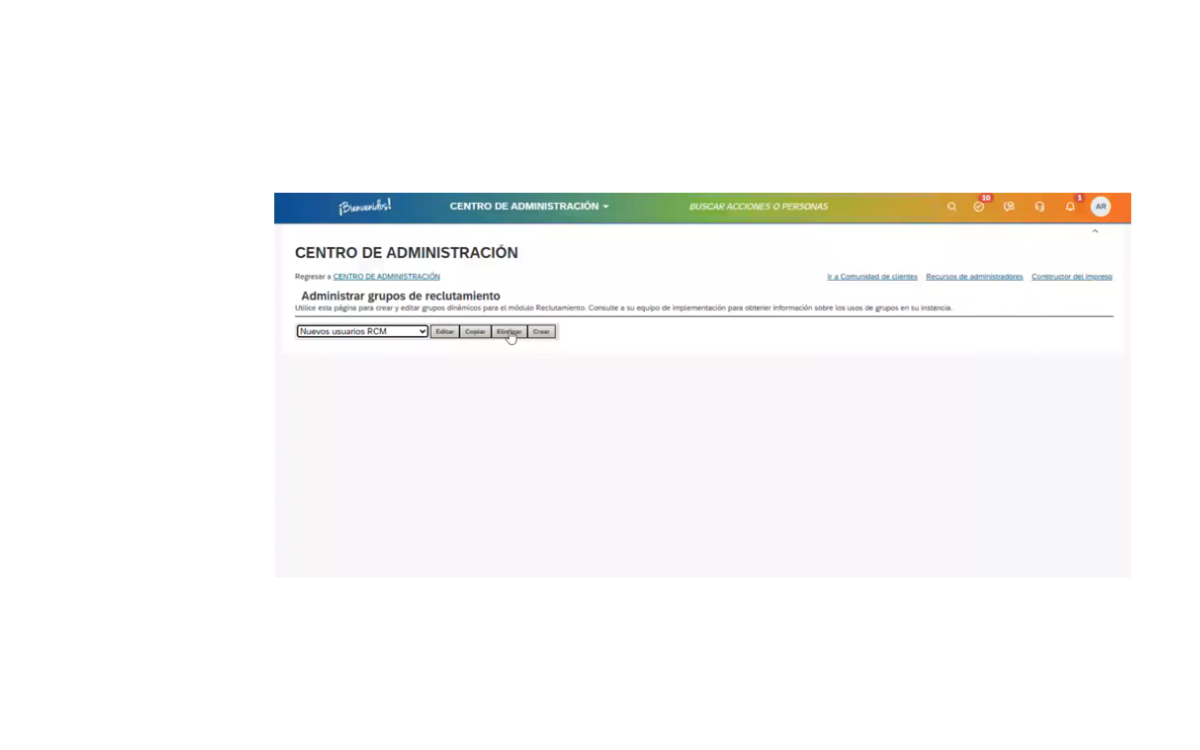 ¡Bienvenidos!
CENTRO DE ADMINISTRACIÓN
BUSCAR ACCIONES O PERSONAS
10
1
AR
CENTRO DE ADMINISTRACIÓN
Regresar a CENTRO DE ADMINISTRACIÓN
Ir a Comunidad de clientes Recursos de administradores Constructor del impreso
Administrar grupos de reclutamiento
Utilice esta página para crear y editar grupos dinámicos para el módulo Reclutamiento. Consulte a su equipo de implementación para obtener información sobre los usos de grupos en su instancia.
Nuevos usuarios RCM Editar Copiar Eliminar Crear